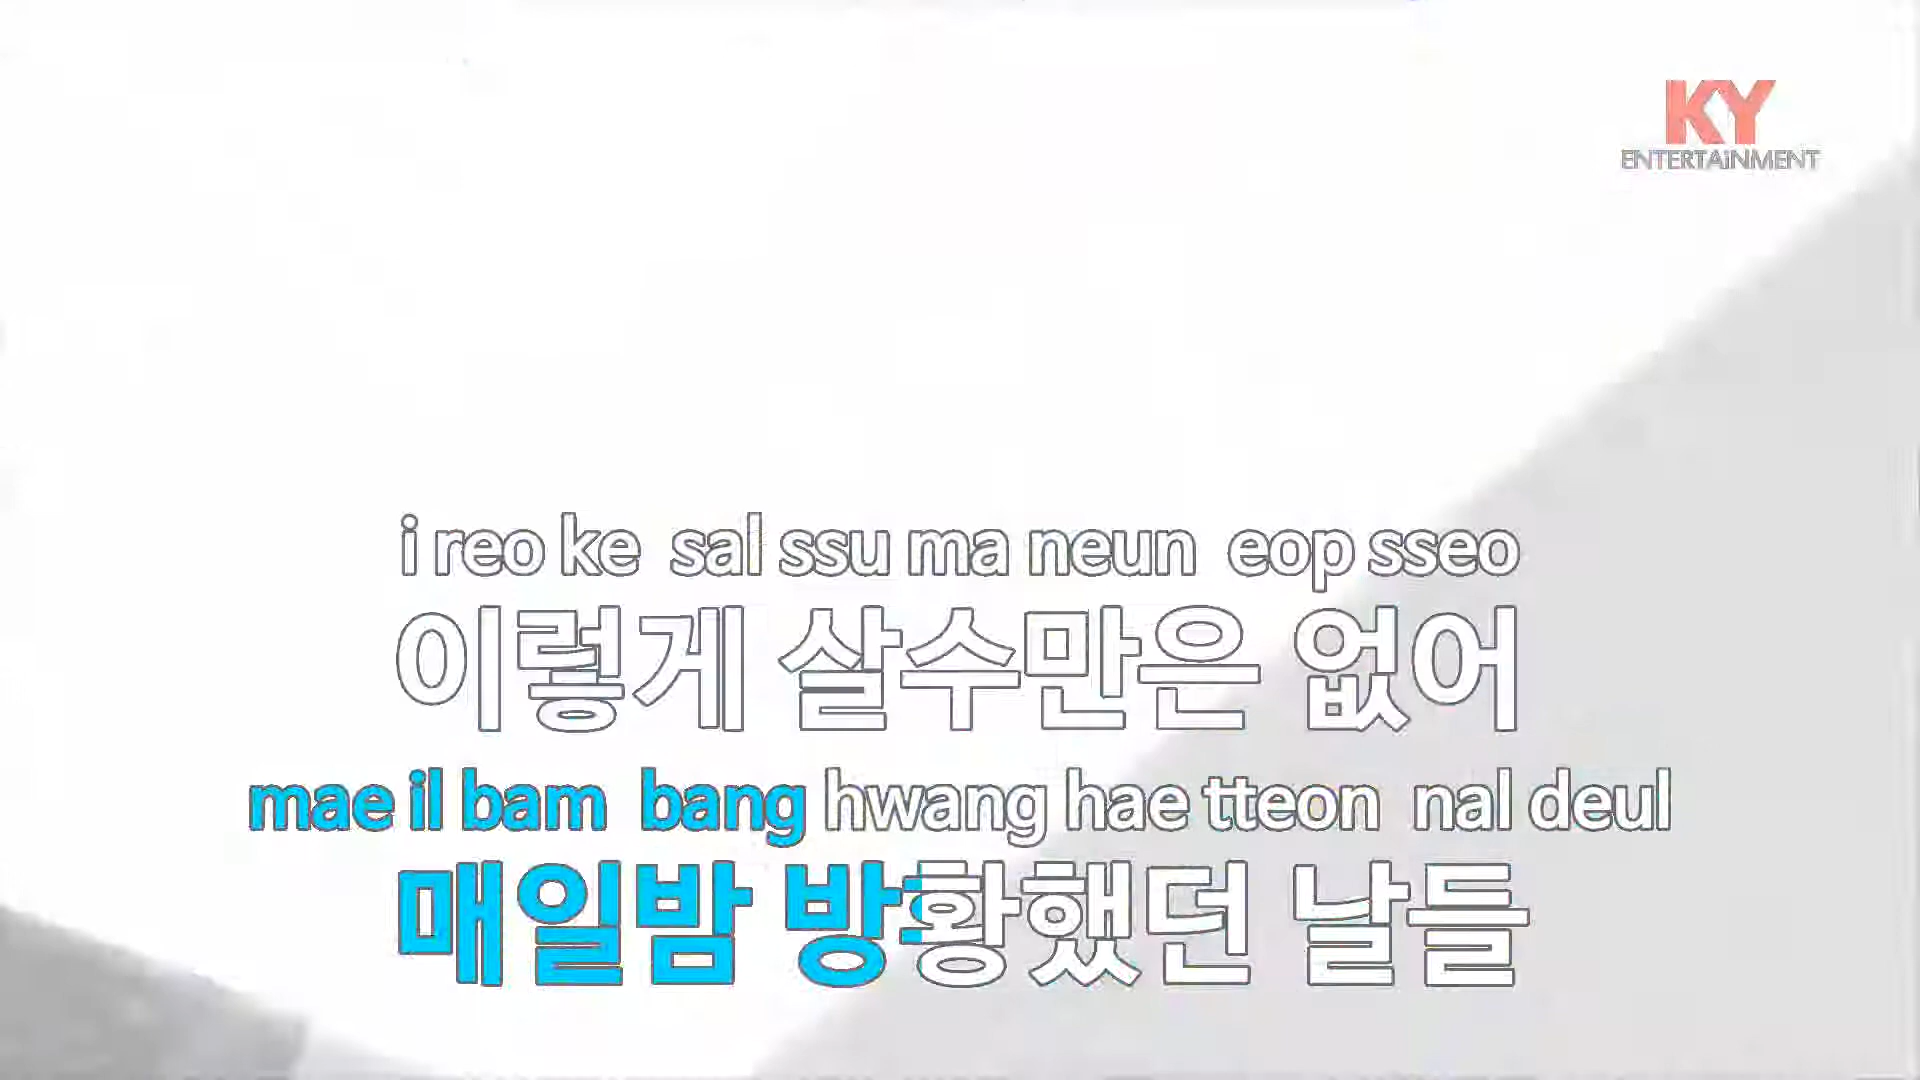 KY
ENTERTAiNMENT
i reo ke sal ssu ma neun eop sseo
이렇게 살수만은 없어
mae il bam bang hwang hae tteon nal deul
매일밤 방황했던 날들